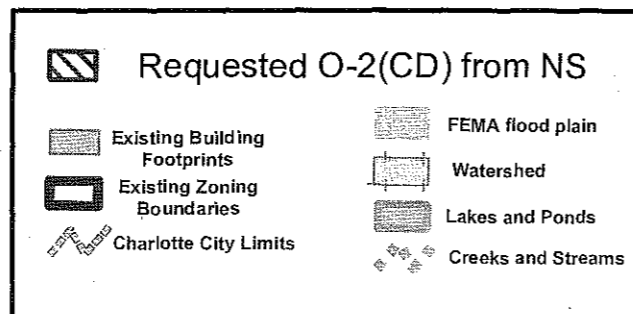 Requested O-2(CD) from NS
Existing Building
Footprints
Existing Zoning
Boundaries
Charlotte City Limits
FEMA flood plain
Watershed
Lakes and Ponds
Creeks and Streams